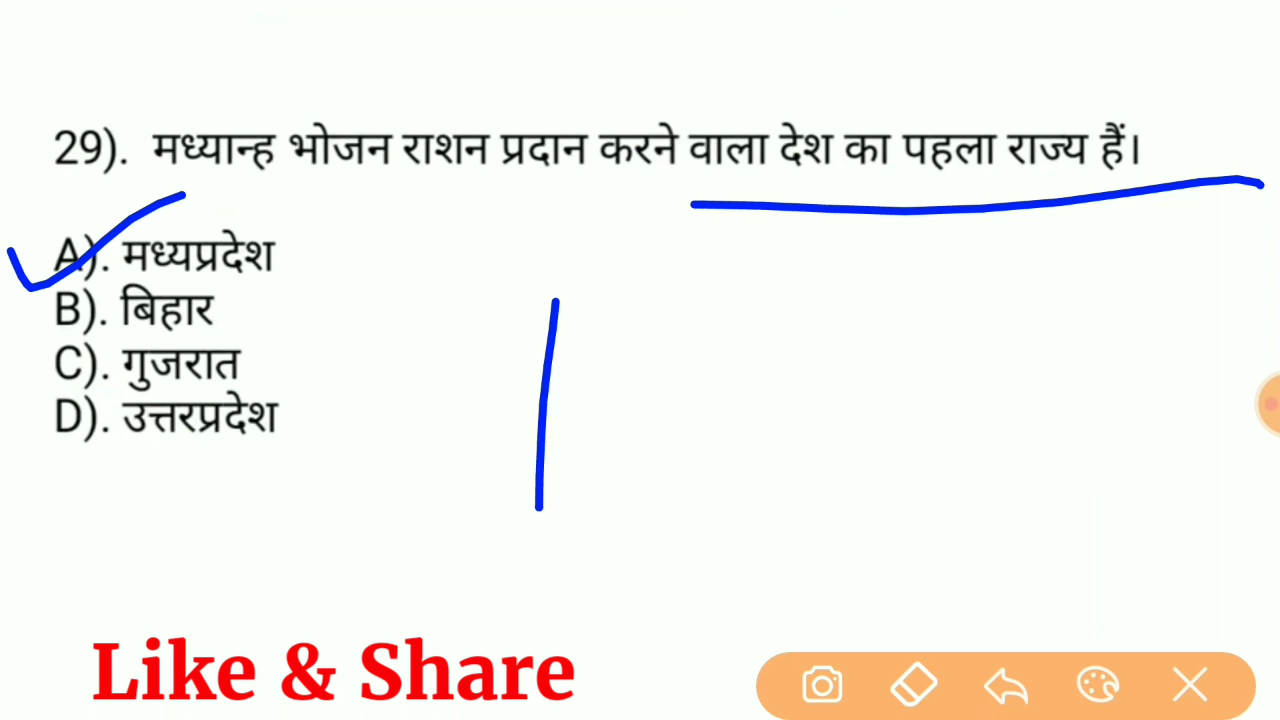 29). मध्यान्ह भोजन राशन प्रदान करने वाला देश का पहला राज्य हैं।
A). मध्यप्रदेश
B). बिहार
C). गुजरात
D). उत्तरप्रदेश
Like & Share